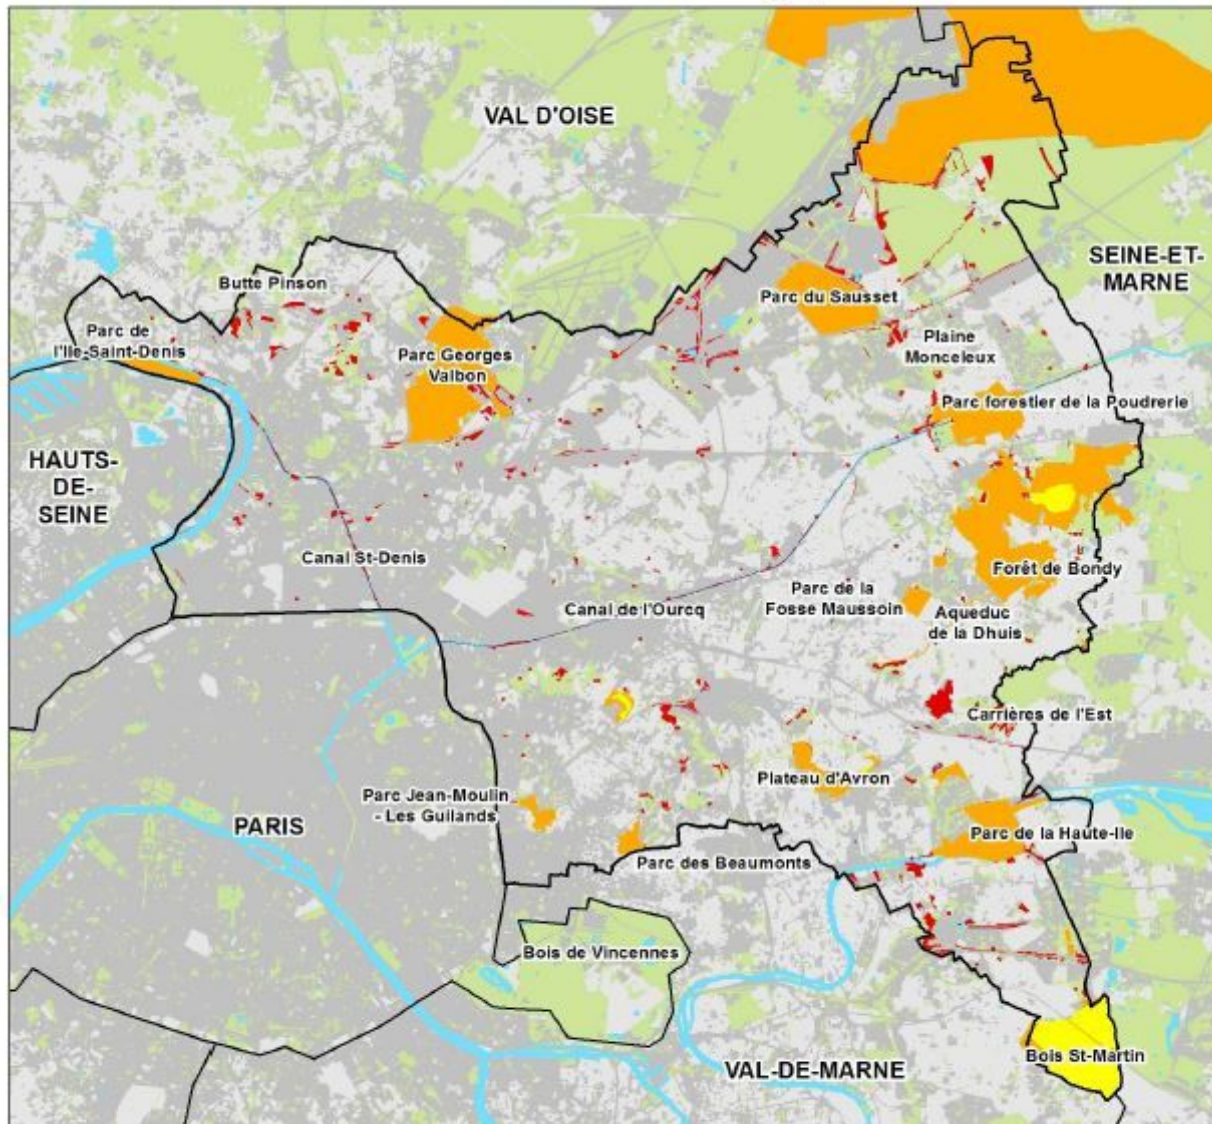 VAL D'OISE
SEINE-ET-
MARNE
Butte Pinson
Parc du Sausset
Parc de
l'Ile-Saint-Denis
Plaine
Monceleux
Parc Georges
Valbon
Parc forestier de la Poudrerie
HAUTS-
DE-
SEINE
Canal St-Denis
Forêt de Bondy
Parc de la
Fosse Maussoin
Canal de l'Ourcq
Aqueduc
de la Dhuis
Carrières de l'Est
Plateau d'Avron
Parc Jean-Moulin
- Les Guilands
PARIS
Parc de la Haute-Ile
Parc des Beaumonts
Bois de Vincennes
Bois St-Martin
VAL-DE-MARNE